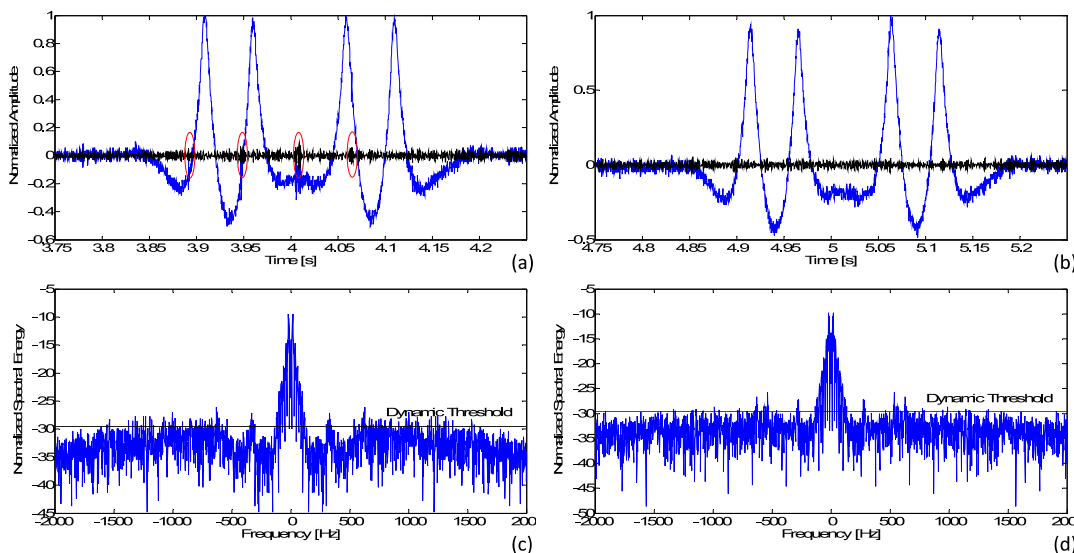 1
0.8
0.6
0.4
0.2
0
-0.2
-0.4
-0.6
Normalized Amplitude
3.75 3.8 3.85 3.9 3.95 4 4.05 4.1 4.15 4.2
Time [s]
(a)
1
0.5
0
-0.5
Normalized Amplitude
4.75 4.8 4.85 4.9 4.95 5 5.05 5.1 5.15 5.2
Time [s]
(b)
-5
-10
-15
-20
-25
-30
-35
-40
-45
Normalized Spectral Energy
Dynamic Threshold
-2000 -1500 -1000 -500 0 500 1000 1500 200
Frequency [Hz]
(c)
-5
-10
-15
-20
-25
-30
-35
-40
-45
-50
Normalized Spectral Energy
Dynamic Threshold
-2000 -1500 -1000 -500 0 500 1000 1500 200
Frequency [Hz]
(d)